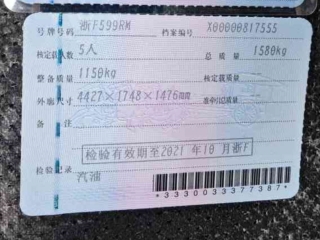 号牌号码 浙F599RM 档案编号 X00000817555
核定载人数 5人 总质量 1580kg
整备质量 1150kg 核定载质量
外廓尺寸 4427×1748×1476mm 准牵引总质量
备注
检验有效期至2021年10月浙F
检验记录
汽油
*3330003377387*